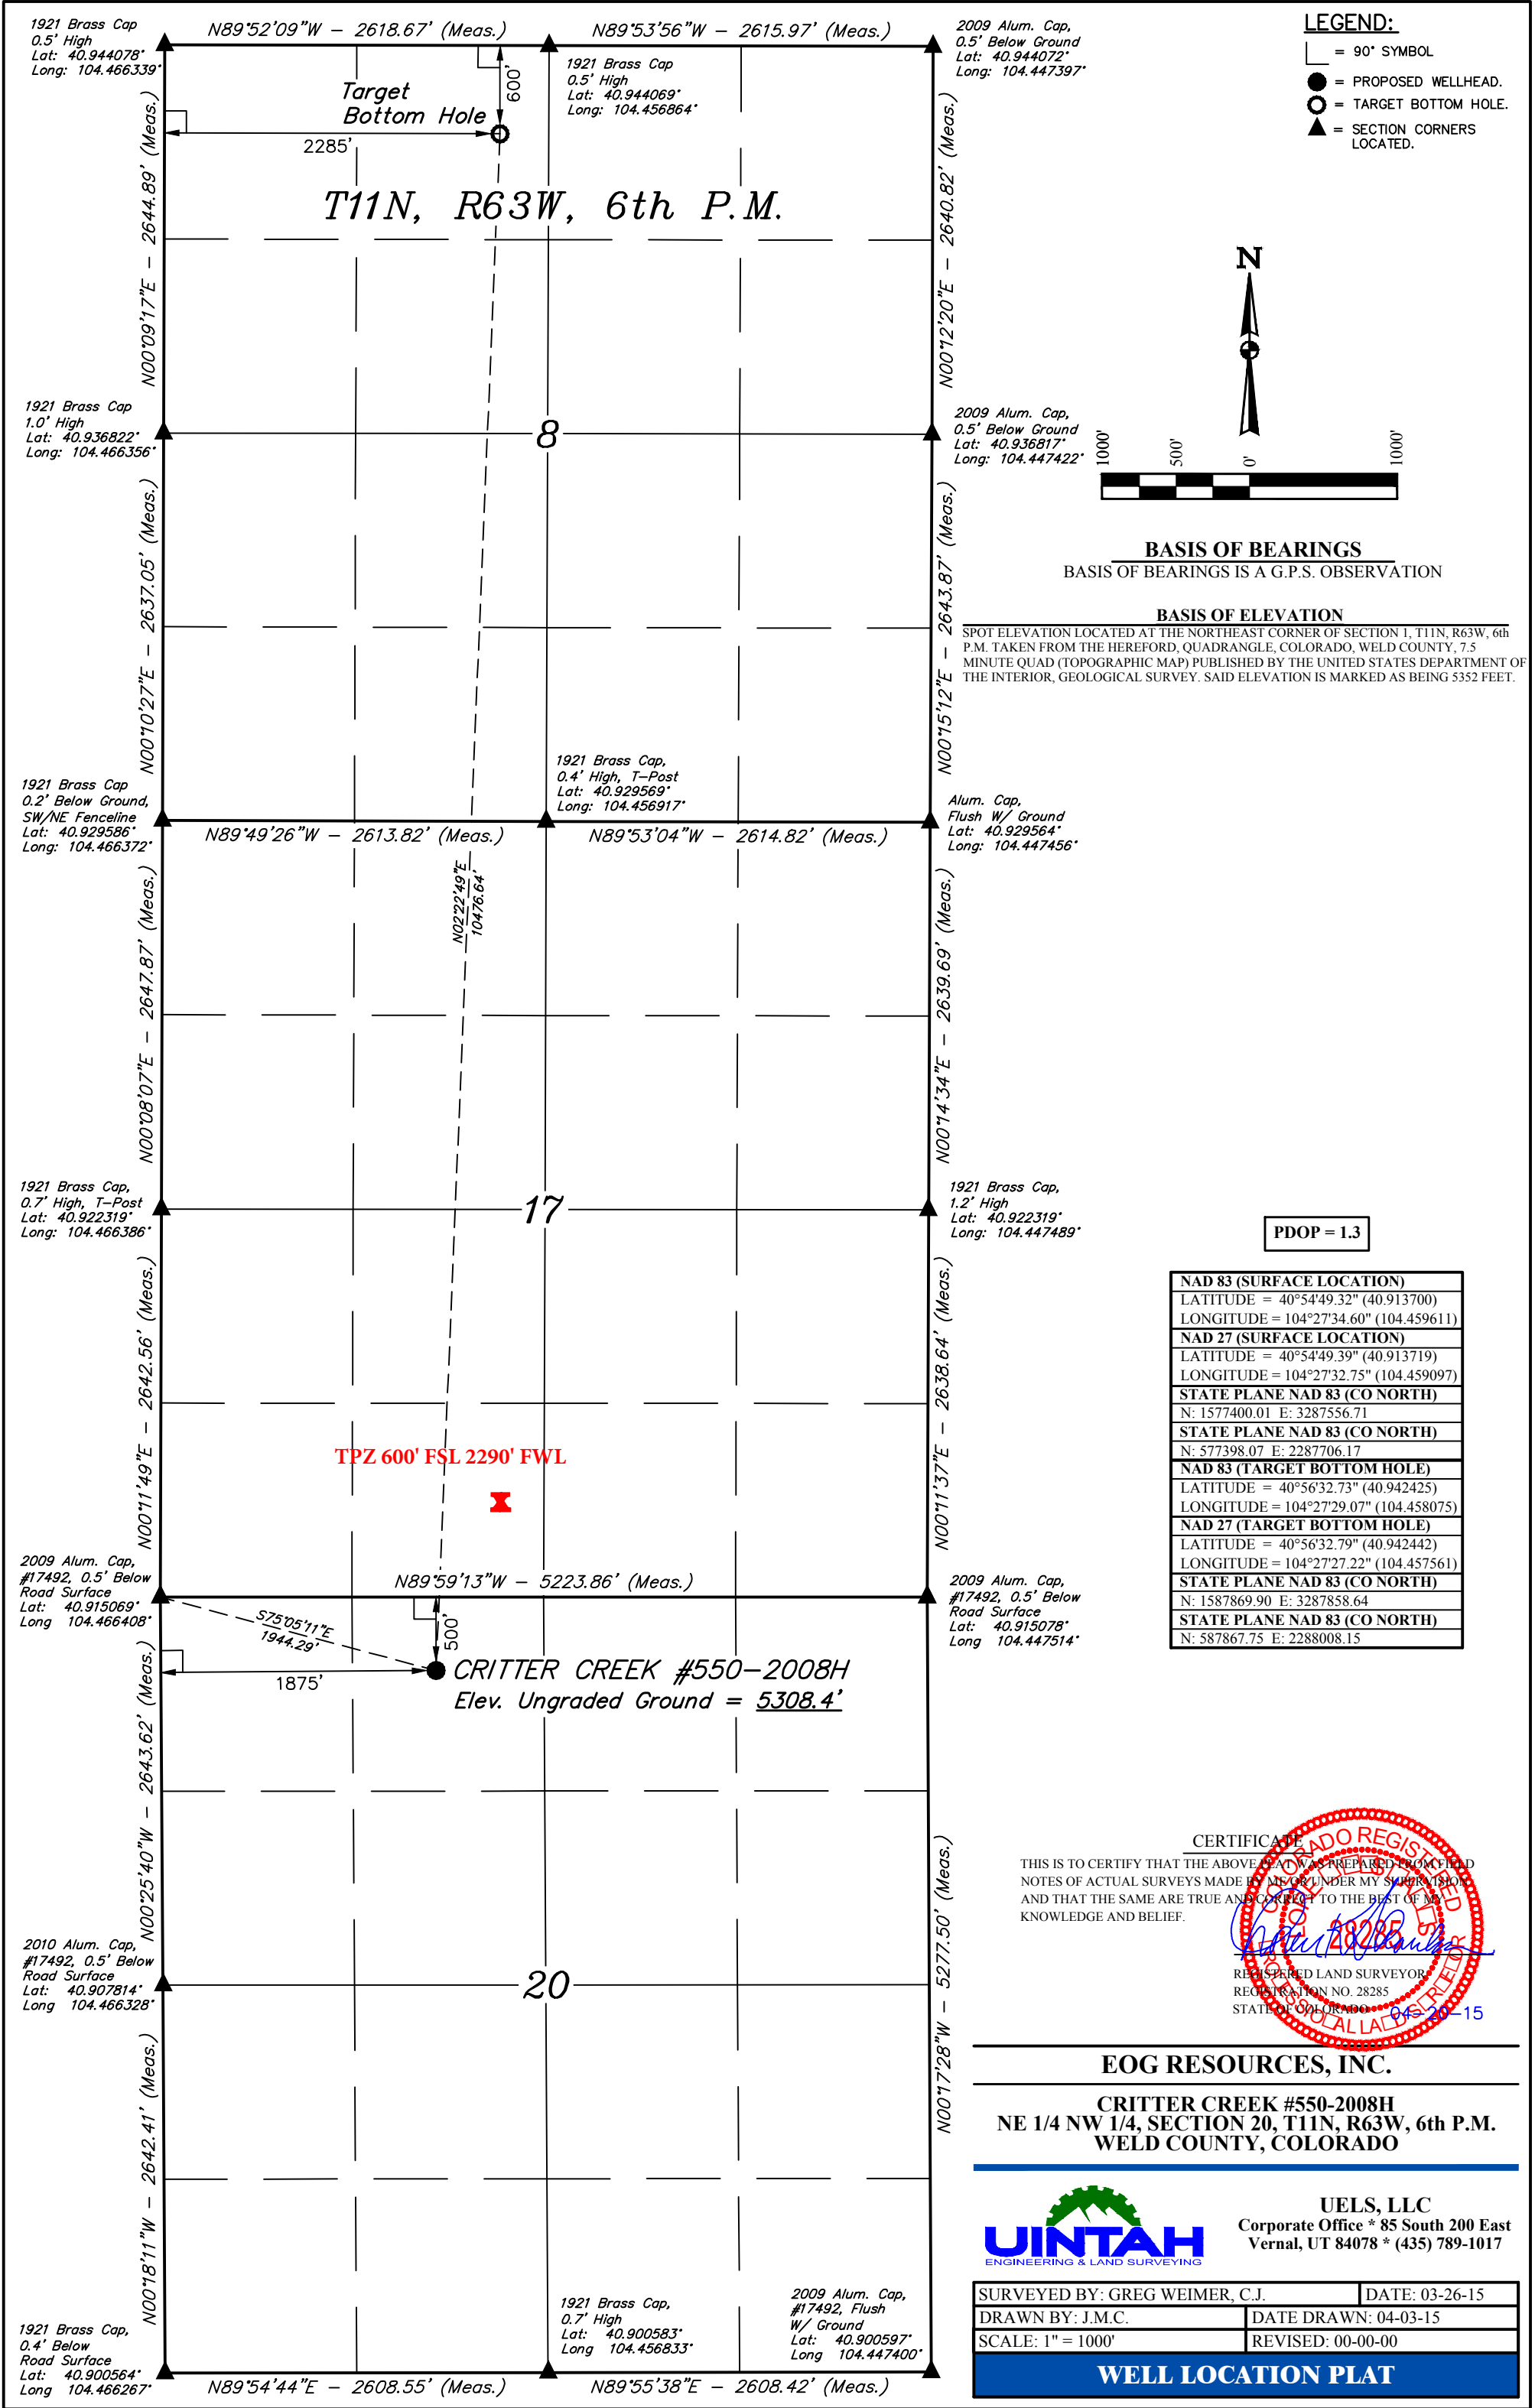 1921 Brass Cap
0.5' High
Lat: 40.944078°
Long: 104.466339°
N89°52'09"W - 2618.67' (Meas.)
N89°53'56"W - 2615.97' (Meas.)
2009 Alum. Cap,
0.5' Below Ground
Lat: 40.944072°
Long: 104.447397°
1921 Brass Cap
0.5' High
Lat: 40.944069°
Long: 104.456864°
600'
Target
Bottom Hole
2285'
T11N, R63W, 6th P.M.
N00°09'17"E - 2644.89' (Meas.)
N00°12'20"E - 2640.82' (Meas.)
LEGEND:
= 90° SYMBOL
= PROPOSED WELLHEAD.
= TARGET BOTTOM HOLE.
= SECTION CORNERS
LOCATED.
N
1000'
500'
0'
1000'
1921 Brass Cap
1.0' High
Lat: 40.936822°
Long: 104.466356°
8
2009 Alum. Cap,
0.5' Below Ground
Lat: 40.936817°
Long: 104.447422°
BASIS OF BEARINGS
BASIS OF BEARINGS IS A G.P.S. OBSERVATION
BASIS OF ELEVATION
SPOT ELEVATION LOCATED AT THE NORTHEAST CORNER OF SECTION 1, T11N, R63W, 6th
P.M. TAKEN FROM THE HEREFORD, QUADRANGLE, COLORADO, WELD COUNTY, 7.5
MINUTE QUAD (TOPOGRAPHIC MAP) PUBLISHED BY THE UNITED STATES DEPARTMENT OF
THE INTERIOR, GEOLOGICAL SURVEY. SAID ELEVATION IS MARKED AS BEING 5352 FEET.
N00°10'27"E - 2637.05' (Meas.)
N00°15'12"E - 2643.87' (Meas.)
1921 Brass Cap
0.2' Below Ground,
SW/NE Fenceline
Lat: 40.929586°
Long: 104.466372°
1921 Brass Cap,
0.4' High, T-Post
Lat: 40.929569°
Long: 104.456917°
Alum. Cap,
Flush W/ Ground
Lat: 40.929564°
Long: 104.447456°
N89°49'26"W - 2613.82' (Meas.)
N89°53'04"W - 2614.82' (Meas.)
N02°22'49"E
10476.64'
N00°08'07"E - 2647.87' (Meas.)
N00°14'34"E - 2639.69' (Meas.)
1921 Brass Cap,
0.7' High, T-Post
Lat: 40.922319°
Long: 104.466386°
17
1921 Brass Cap,
1.2' High
Lat: 40.922319°
Long: 104.447489°
PDOP = 1.3
NAD 83 (SURFACE LOCATION)
LATITUDE = 40°54'49.32" (40.913700)
LONGITUDE = 104°27'34.60" (104.459611)
NAD 27 (SURFACE LOCATION)
LATITUDE = 40°54'49.39" (40.913719)
LONGITUDE = 104°27'32.75" (104.459097)
STATE PLANE NAD 83 (CO NORTH)
N: 1577400.01 E: 3287556.71
STATE PLANE NAD 83 (CO NORTH)
N: 577398.07 E: 2287706.17
NAD 83 (TARGET BOTTOM HOLE)
LATITUDE = 40°56'32.73" (40.942425)
LONGITUDE = 104°27'29.07" (104.458075)
NAD 27 (TARGET BOTTOM HOLE)
LATITUDE = 40°56'32.79" (40.942442)
LONGITUDE = 104°27'27.22" (104.457561)
STATE PLANE NAD 83 (CO NORTH)
N: 1587869.90 E: 3287858.64
STATE PLANE NAD 83 (CO NORTH)
N: 587867.75 E: 2288008.15
N00°11'49"E - 2642.56' (Meas.)
N00°11'37"E - 2638.64' (Meas.)
TPZ 600' FSL 2290' FWL
2009 Alum. Cap,
#17492, 0.5' Below
Road Surface
Lat: 40.915069°
Long 104.466408°
N89°59'13"W - 5223.86' (Meas.)
2009 Alum. Cap,
#17492, 0.5' Below
Road Surface
Lat: 40.915078°
Long 104.447514°
S75°05'11"E
1944.29'
500'
1875'
CRITTER CREEK #550-2008H
Elev. Ungraded Ground = 5308.4'
N00°25'40"W - 2643.62' (Meas.)
N00°17'28"W - 5277.50' (Meas.)
2010 Alum. Cap,
#17492, 0.5' Below
Road Surface
Lat: 40.907814°
Long 104.466328°
20
CERTIFICATE
THIS IS TO CERTIFY THAT THE ABOVE PLAT WAS PREPARED FROM FIELD
NOTES OF ACTUAL SURVEYS MADE BY ME OR UNDER MY SUPERVISION
AND THAT THE SAME ARE TRUE AND CORRECT TO THE BEST OF MY
KNOWLEDGE AND BELIEF.
COLORADO REGISTERED
28285
REGISTERED LAND SURVEYOR
REGISTRATION NO. 28285
STATE OF COLORADO
04-20-15
N00°18'11"W - 2642.41' (Meas.)
1921 Brass Cap,
0.4' Below
Road Surface
Lat: 40.900564°
Long 104.466267°
1921 Brass Cap,
0.7' High
Lat: 40.900583°
Long 104.456833°
2009 Alum. Cap,
#17492, Flush
W/ Ground
Lat: 40.900597°
Long 104.447400°
N89°54'44"E - 2608.55' (Meas.)
N89°55'38"E - 2608.42' (Meas.)
EOG RESOURCES, INC.
CRITTER CREEK #550-2008H
NE 1/4 NW 1/4, SECTION 20, T11N, R63W, 6th P.M.
WELD COUNTY, COLORADO
UINTAH
ENGINEERING & LAND SURVEYING
UELS, LLC
Corporate Office * 85 South 200 East
Vernal, UT 84078 * (435) 789-1017
SURVEYED BY: GREG WEIMER, C.J.
DATE: 03-26-15
DRAWN BY: J.M.C.
DATE DRAWN: 04-03-15
SCALE: 1" = 1000'
REVISED: 00-00-00
WELL LOCATION PLAT